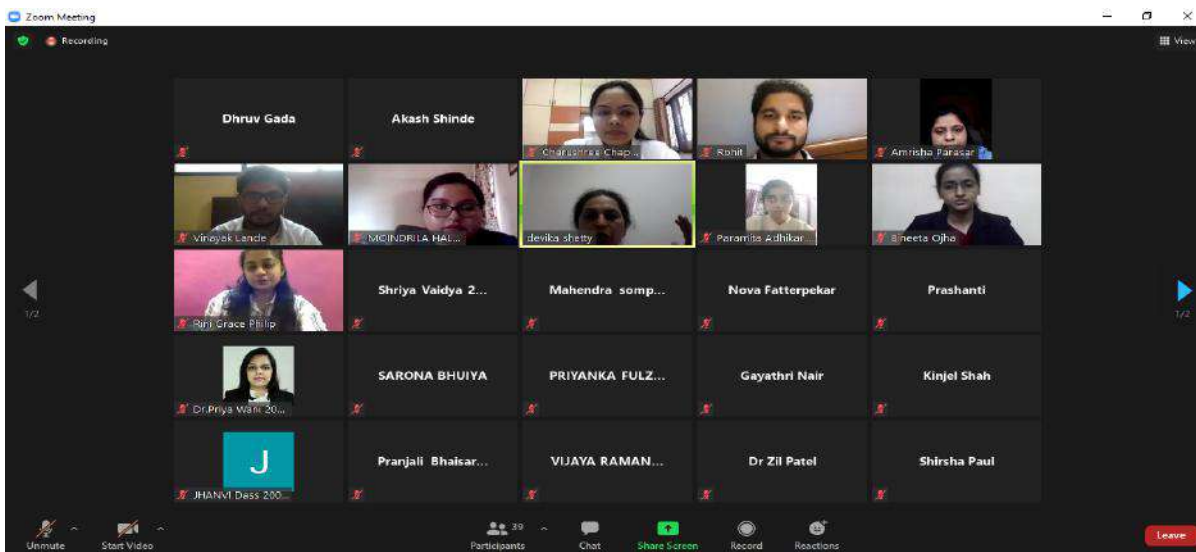 Zoom Meeting
Recording
View
Dhruv Gada
Akash Shinde
Charushree Chap...
Rohit
Amrisha Parasar
Vinayak Lande
MOINDRILA HAL...
devika shetty
Paramita Adhikar...
Bineeta Ojha
Rini Grace Philip
Shriya Vaidya 2...
Mahendra somp...
Nova Fatterpekar
Prashanti
1/2
1/2
Dr.Priya Wani 20...
SARONA BHUIYA
PRIYANKA FULZ...
Gayathri Nair
Kinjel Shah
J
JHANVI Dass 200...
Pranjali Bhaisar...
VIJAYA RAMAN...
Dr Zil Patel
Shirsha Paul
Unmute
Start Video
39
Participants
Chat
Share Screen
Record
Reactions
Leave